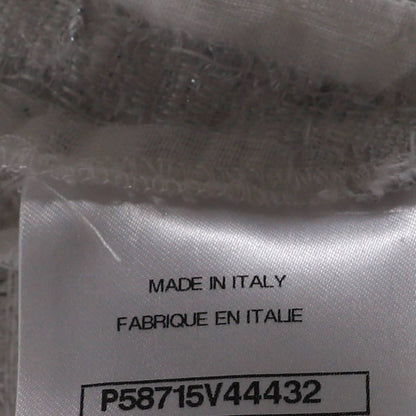 MADE IN ITALY
FABRIQUE EN ITALIE
P58715V44432